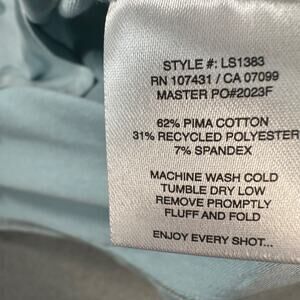 STYLE #: LS1383
RN 107431 / CA 07099
MASTER PO#2023F
62% PIMA COTTON
31% RECYCLED POLYESTER
7% SPANDEX
MACHINE WASH COLD
TUMBLE DRY LOW
REMOVE PROMPTLY
FLUFF AND FOLD
ENJOY EVERY SHOT...